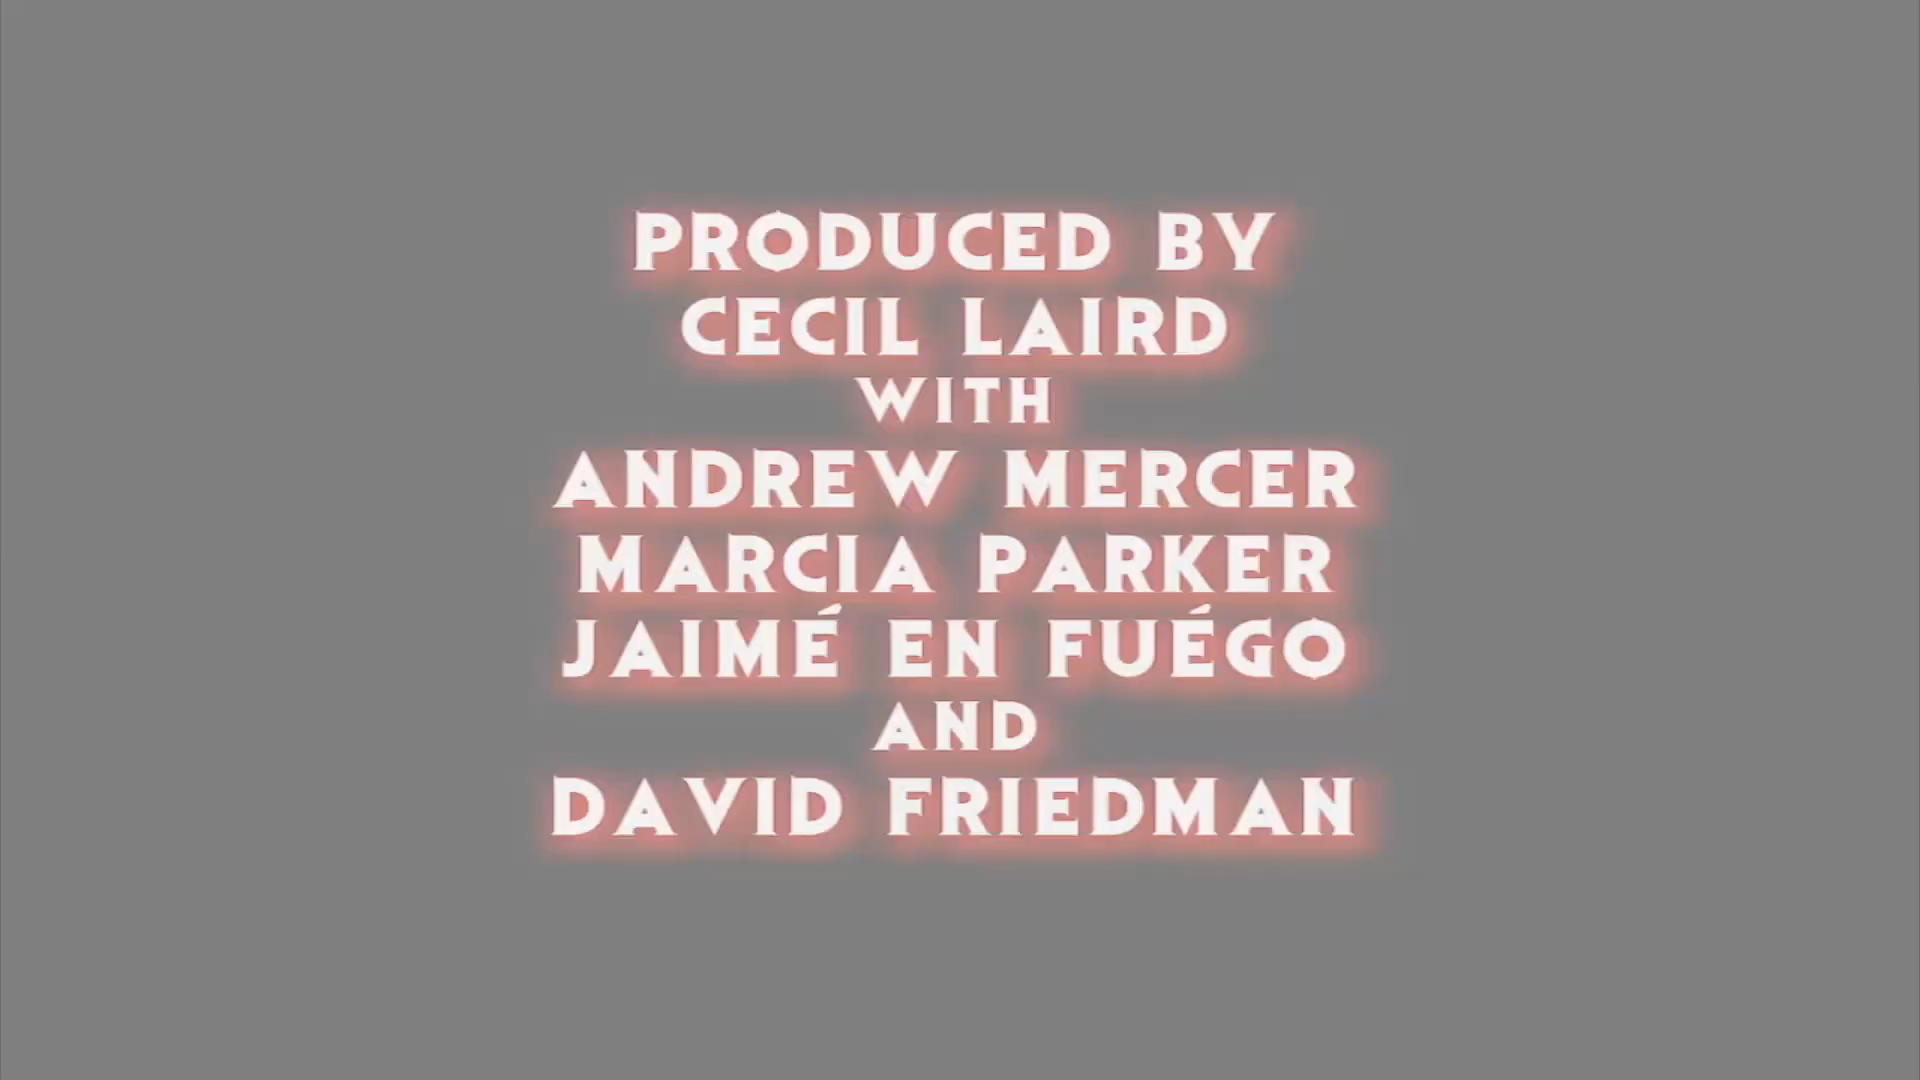 PRODUCED BY
CECIL LAIRD
WITH
ANDREW MERCER
MARCIA PARKER
JAIMÉ EN FUÉGO
AND
DAVID FRIEDMAN